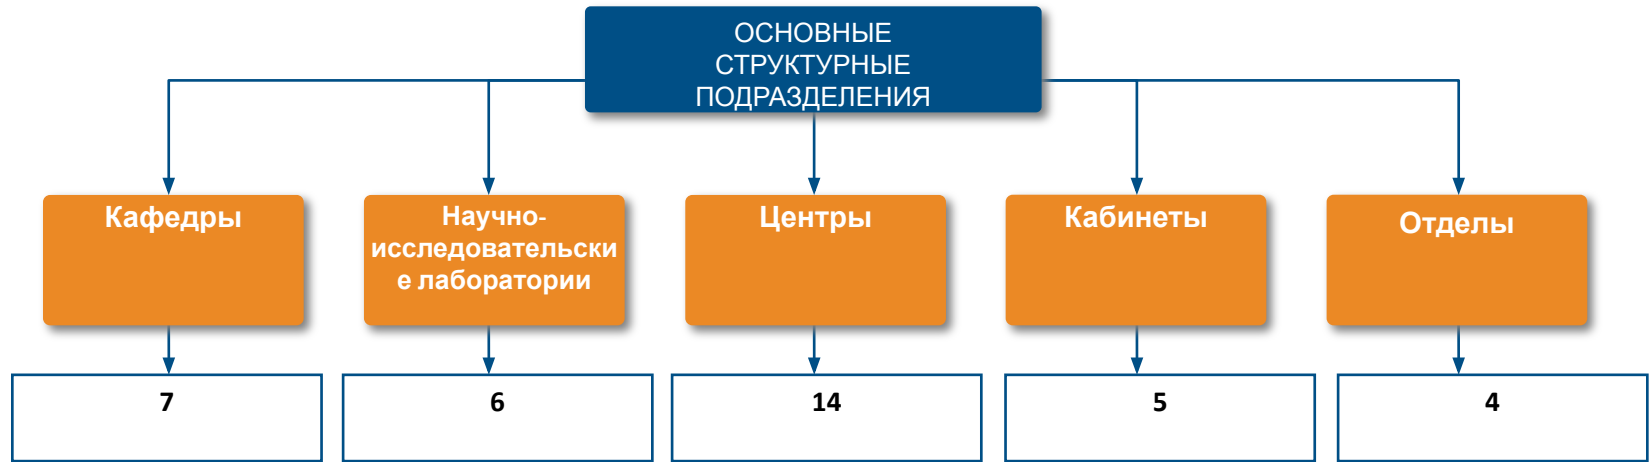 ОСНОВНЫЕ
СТРУКТУРНЫЕ
ПОДРАЗДЕЛЕНИЯ
Кафедры
Научно-
исследовательски
е лаборатории
Центры
Кабинеты
Отделы
7
6
14
5
4